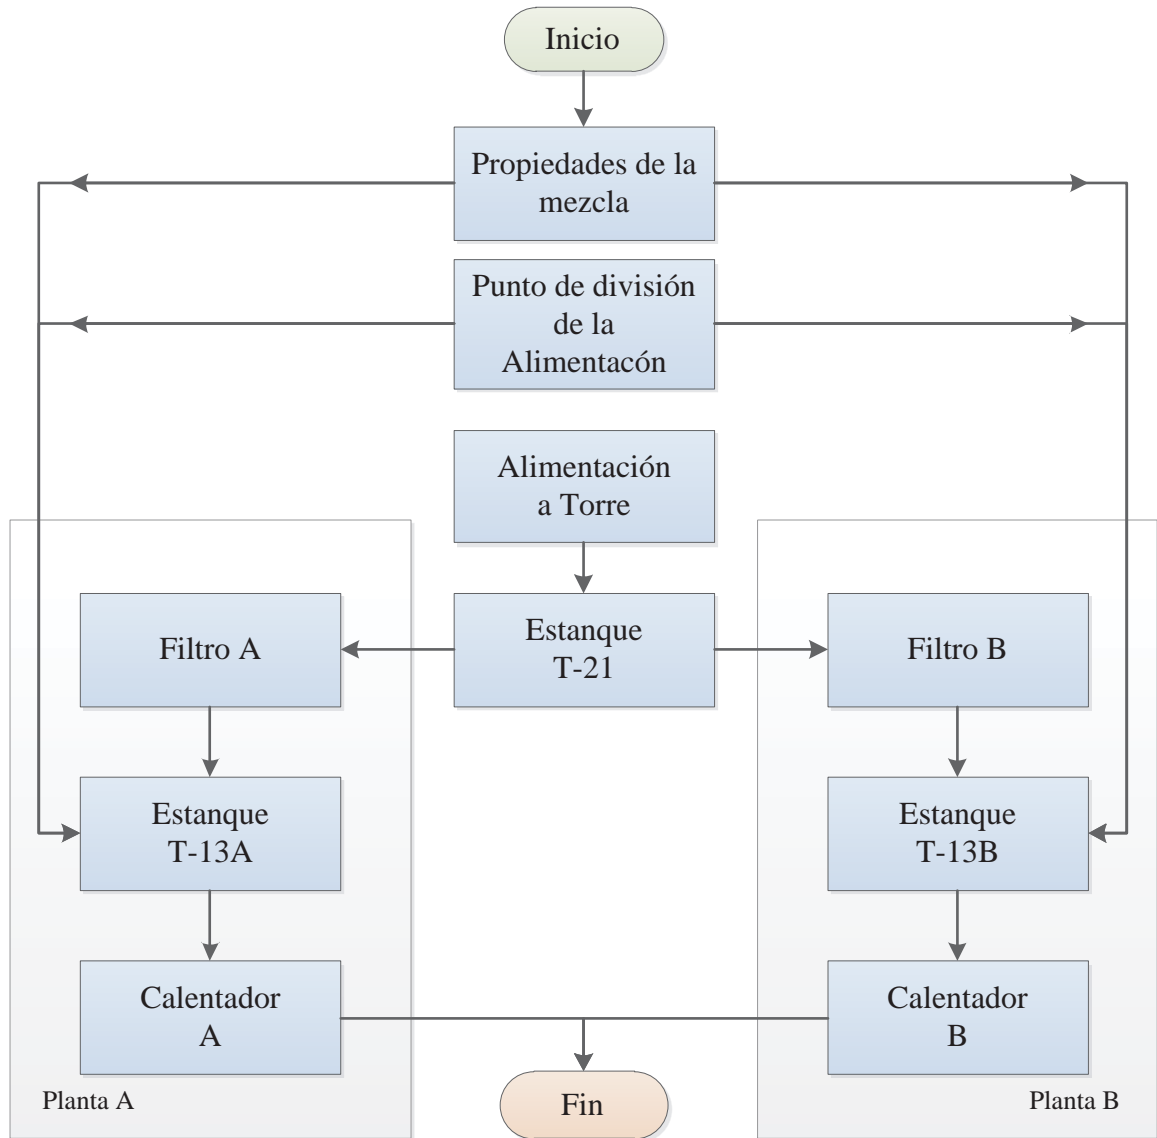 Inicio
Propiedades de la
mezcla
Punto de división
de la
Alimentacón
Alimentación
a Torre
Filtro A
Estanque
T-21
Filtro B
Estanque
T-13A
Estanque
T-13B
Calentador
A
Calentador
B
Planta A
Fin
Planta B